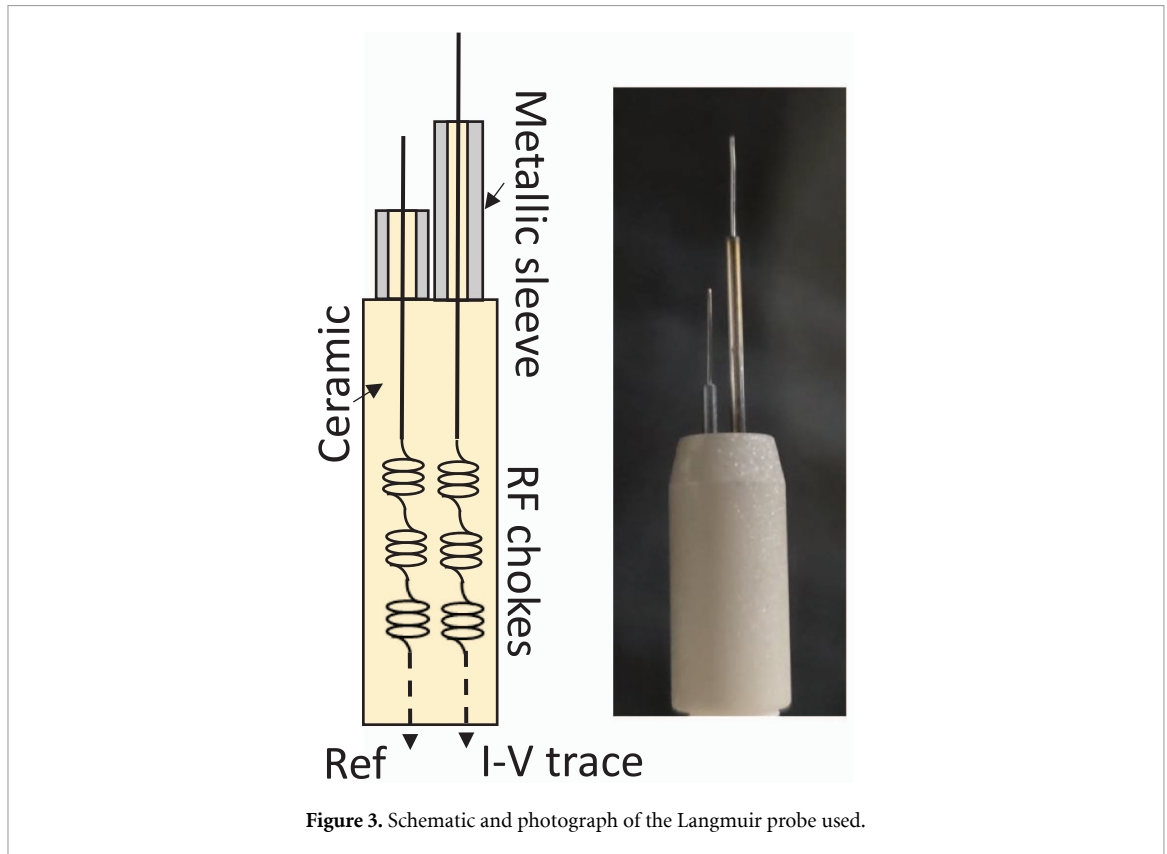 Metallic sleeve
Ceramic
RF chokes
Ref
I-V trace
Figure 3. Schematic and photograph of the Langmuir probe used.